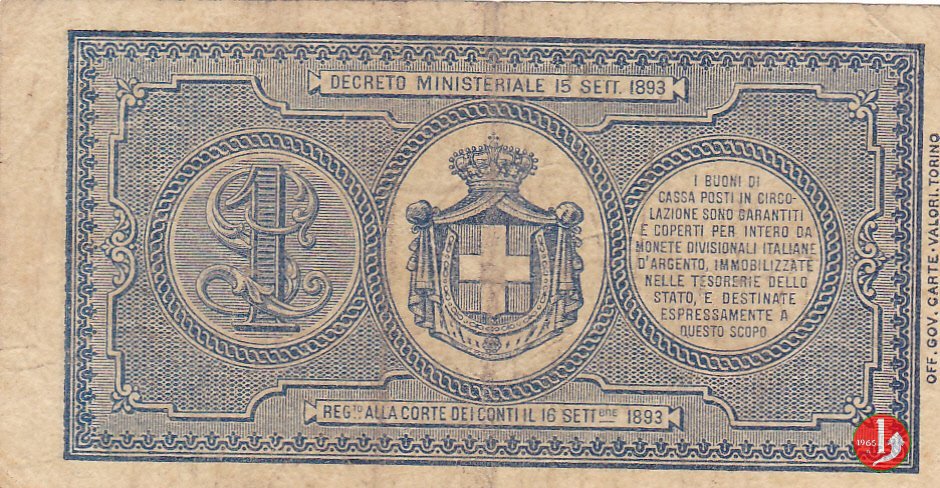 DECRETO MINISTERIALE 15 SETT. 1893
1
I BUONI DI
CASSA POSTI IN CIRCO-
LAZIONE SONO GARANTITI
E COPERTI PER INTERO DA
MONETE DIVISIONALI ITALIANE
D'ARGENTO, IMMOBILIZZATE
NELLE TESORERIE DELLO
STATO, E DESTINATE
ESPRESSAMENTE A
QUESTO SCOPO
REG.to ALLA CORTE DEI CONTI IL 16 SETTbre 1893
OFF. GOV. CARTE-VALORI. TORINO
1965